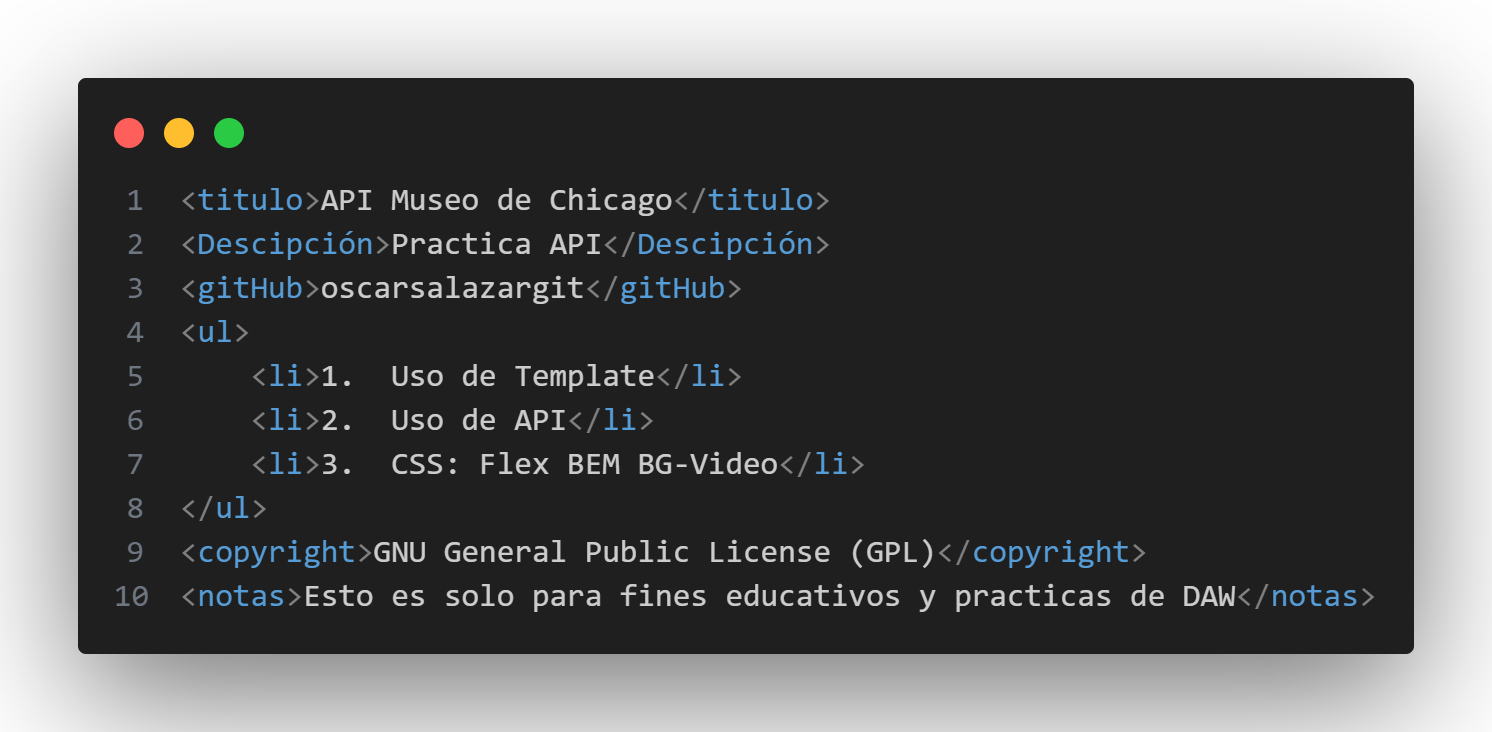 1 <titulo>API Museo de Chicago</titulo>
2 <Descipción>Practica API</Descipción>
3 <gitHub>oscarsalazargit</gitHub>
4 <ul>
5     <li>1.  Uso de Template</li>
6     <li>2.  Uso de API</li>
7     <li>3.  CSS: Flex BEM BG-Video</li>
8 </ul>
9 <copyright>GNU General Public License (GPL)</copyright>
10 <notas>Esto es solo para fines educativos y practicas de DAW</notas>